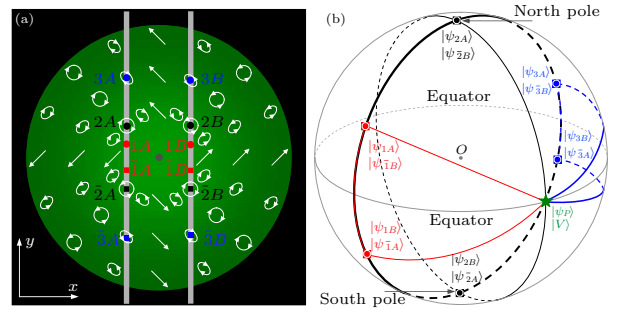 (a)
3A 3B
2A 2B
1A 1B
1̄A 1̄B
2̄A 2̄B
3̄A 3̄B
y
x
(b)
North pole
|ψ2A⟩
|ψ2̄B⟩
|ψ3A⟩
|ψ3̄B⟩
Equator
|ψ1A⟩
|ψ1̄B⟩
O
|ψ3B⟩
|ψ3̄A⟩
|ψP⟩
|V⟩
Equator
|ψ1B⟩
|ψ1̄A⟩
|ψ2B⟩
|ψ2̄A⟩
South pole